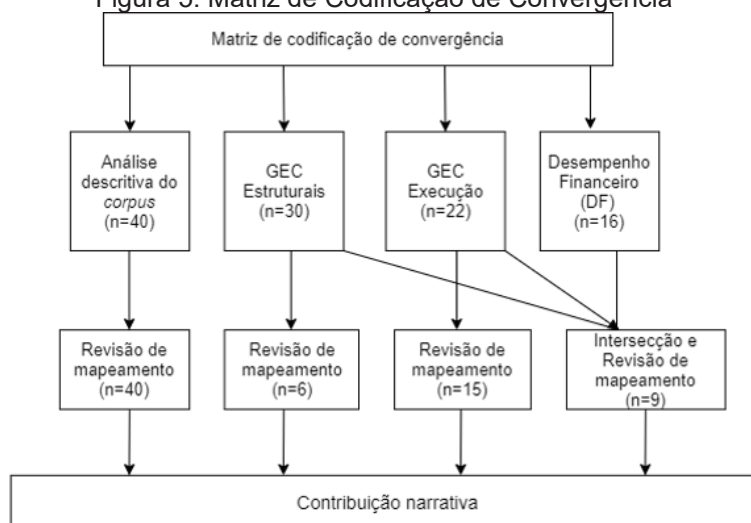 Figura 5: Matriz de Codificação de Convergência
Matriz de codificação de convergência
Análise
descritiva do
corpus
(n=40)
GEC
Estruturais
(n=30)
GEC
Execução
(n=22)
Desempenho
Financeiro
(DF)
(n=16)
Revisão de
mapeamento
(n=40)
Revisão de
mapeamento
(n=6)
Revisão de
mapeamento
(n=15)
Intersecção e
Revisão de
mapeamento
(n=9)
Contribuição narrativa